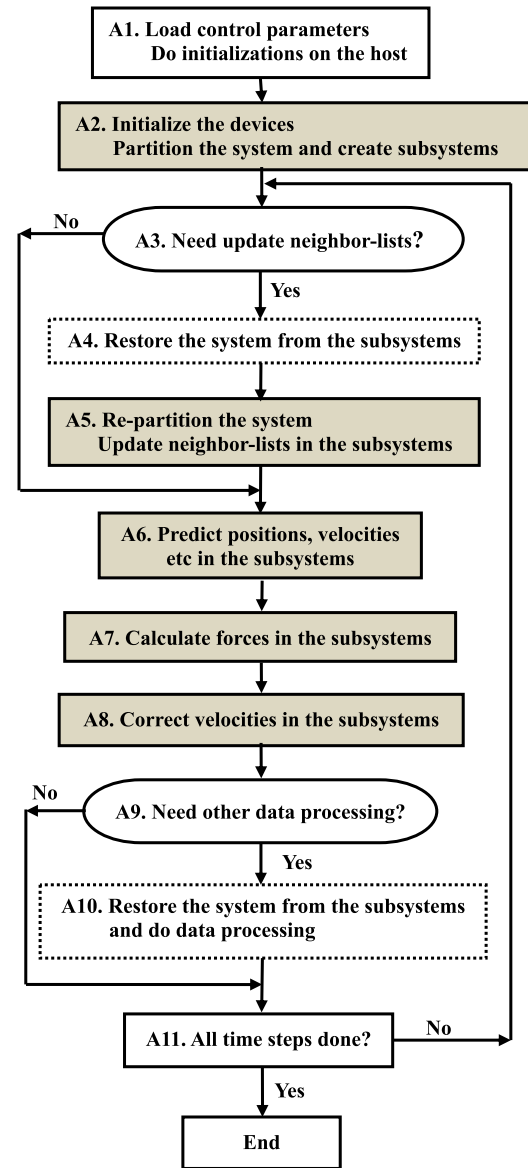 A1. Load control parameters
Do initializations on the host
A2. Initialize the devices
Partition the system and create subsystems
No
A3. Need update neighbor-lists?
Yes
A4. Restore the system from the subsystems
A5. Re-partition the system
Update neighbor-lists in the subsystems
A6. Predict positions, velocities
etc in the subsystems
A7. Calculate forces in the subsystems
A8. Correct velocities in the subsystems
No
A9. Need other data processing?
Yes
A10. Restore the system from the subsystems
and do data processing
A11. All time steps done?
No
Yes
End